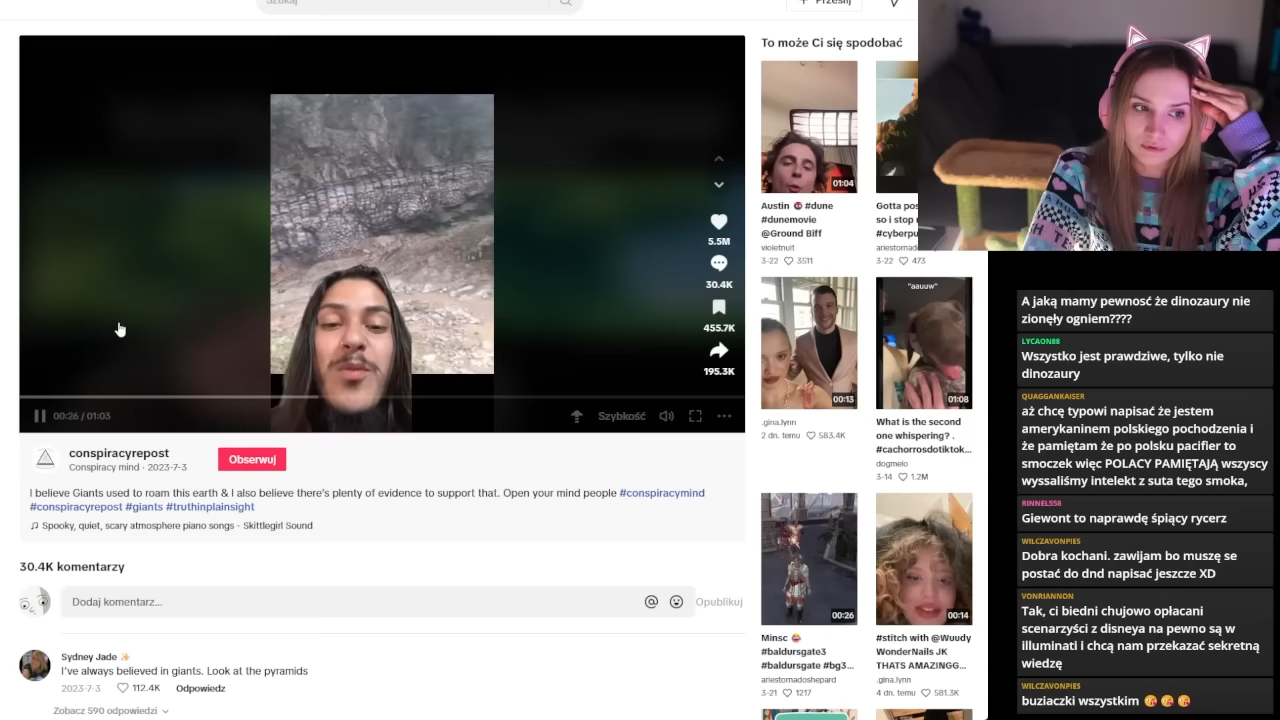 Szukaj
Prześlij
To może Ci się spodobać
5.5M
30.4K
455.7K
195.3K
00:26 / 01:03
Szybkość
conspiracyrepost
Conspiracy mind · 2023-7-3
Obserwuj
I believe Giants used to roam this earth & I also believe there's plenty of evidence to support that. Open your mind people #conspiracymind
#conspiracyrepost #giants #truthinplainsight
Spooky, quiet, scary atmosphere piano songs - Skittlegirl Sound
30.4K komentarzy
Dodaj komentarz...
Opublikuj
Sydney Jade ✨
I've always believed in giants. Look at the pyramids
2023-7-3 112.4K Odpowiedz
Zobacz 590 odpowiedzi
01:04
Austin #dune
#dunemovie
@Ground Biff
violetnuit
3-22 3511
so i stop
3-22 473
00:13
.gina.lynn
2 dn. temu 583.4K
"aauuw"
01:08
What is the second
one whispering? .
#cachorrosdotiktok...
dogmelo
3-14 1.2M
00:26
Minsc 😂
#baldursgate3
#baldursgate #bg3...
ariestornadoshepard
3-21 1217
00:14
#stitch with @Wuudy
WonderNails JK
THATS AMAZINGG...
.gina.lynn
4 dn. temu 581.3K
A jaką mamy pewnosć że dinozaury nie
zionęły ogniem????
LYCAON88
Wszystko jest prawdziwe, tylko nie
dinozaury
QUAGGANKAISER
aż chcę typowi napisać że jestem
amerykaninem polskiego pochodzenia i
że pamiętam że po polsku pacifier to
smoczek więc POLACY PAMIĘTAJĄ wszyscy
wyssaliśmy intelekt z suta tego smoka,
RINNEL558
Giewont to naprawdę śpiący rycerz
WILCZAVONPIES
Dobra kochani. zawijam bo muszę se
postać do dnd napisać jeszcze XD
VONRIANNON
Tak, ci biedni chujowo opłacani
scenarzyści z disneya na pewno są w
illuminati i chcą nam przekazać sekretną
wiedzę
WILCZAVONPIES
buziaczki wszystkim 😘 😘 😘